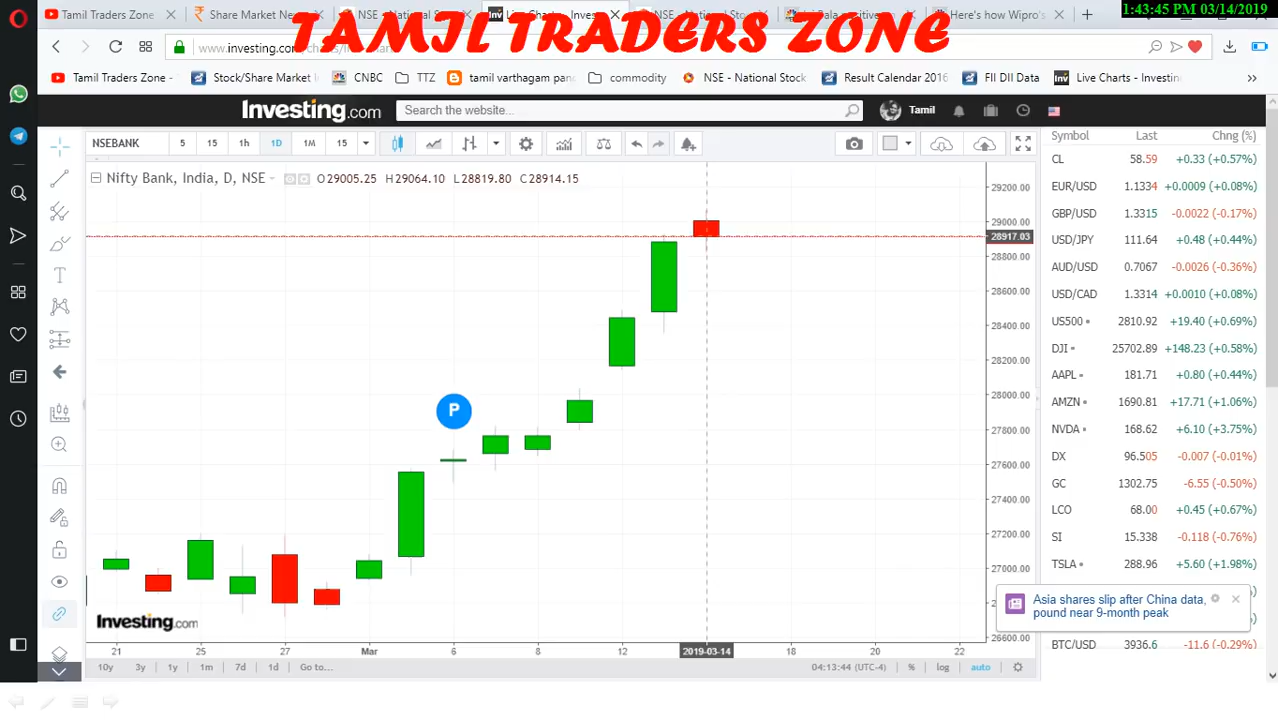 Tamil Traders Zone
Share Market Ne
NSE - National S
Live Charts - Inves
NSE - National St
Here's how Wipro's
1:43:45 PM 03/14/2019
TAMIL TRADERS ZONE
www.investing.com
Tamil Traders Zone -
Stock/Share Market
CNBC
TTZ
tamil varthagam pan
commodity
NSE - National Stock
Result Calendar 2016
FII DII Data
Live Charts - Investin
Investing.com
Search the website...
Tamil
NSEBANK
5
15
1h
1D
1M
15
Nifty Bank, India, D, NSE
O29005.25 H29064.10 L28819.80 C28914.15
P
29200.00
29000.00
28917.03
28800.00
28600.00
28400.00
28200.00
28000.00
27800.00
27600.00
27400.00
27200.00
27000.00
26600.00
Investing.com
21
25
27
Mar
6
8
12
2019-03-14
18
20
22
10y
3y
1y
1m
7d
1d
Go to...
04:13:44 (UTC-4)
%
log
auto
Symbol Last Chng (%)
CL 58.59 +0.33 (+0.57%)
EUR/USD 1.1334 +0.0009 (+0.08%)
GBP/USD 1.3315 -0.0022 (-0.17%)
USD/JPY 111.64 +0.48 (+0.44%)
AUD/USD 0.7067 -0.0026 (-0.36%)
USD/CAD 1.3314 +0.0010 (+0.08%)
US500 2810.92 +19.40 (+0.69%)
DJI 25702.89 +148.23 (+0.58%)
AAPL 181.71 +0.80 (+0.44%)
AMZN 1690.81 +17.71 (+1.06%)
NVDA 168.62 +6.10 (+3.75%)
DX 96.505 -0.007 (-0.01%)
GC 1302.75 -6.55 (-0.50%)
LCO 68.00 +0.45 (+0.67%)
SI 15.338 -0.118 (-0.76%)
TSLA 288.96 +5.60 (+1.98%)
Asia shares slip after China data,
pound near 9-month peak
BTC/USD 3936.6 -11.6 (-0.29%)